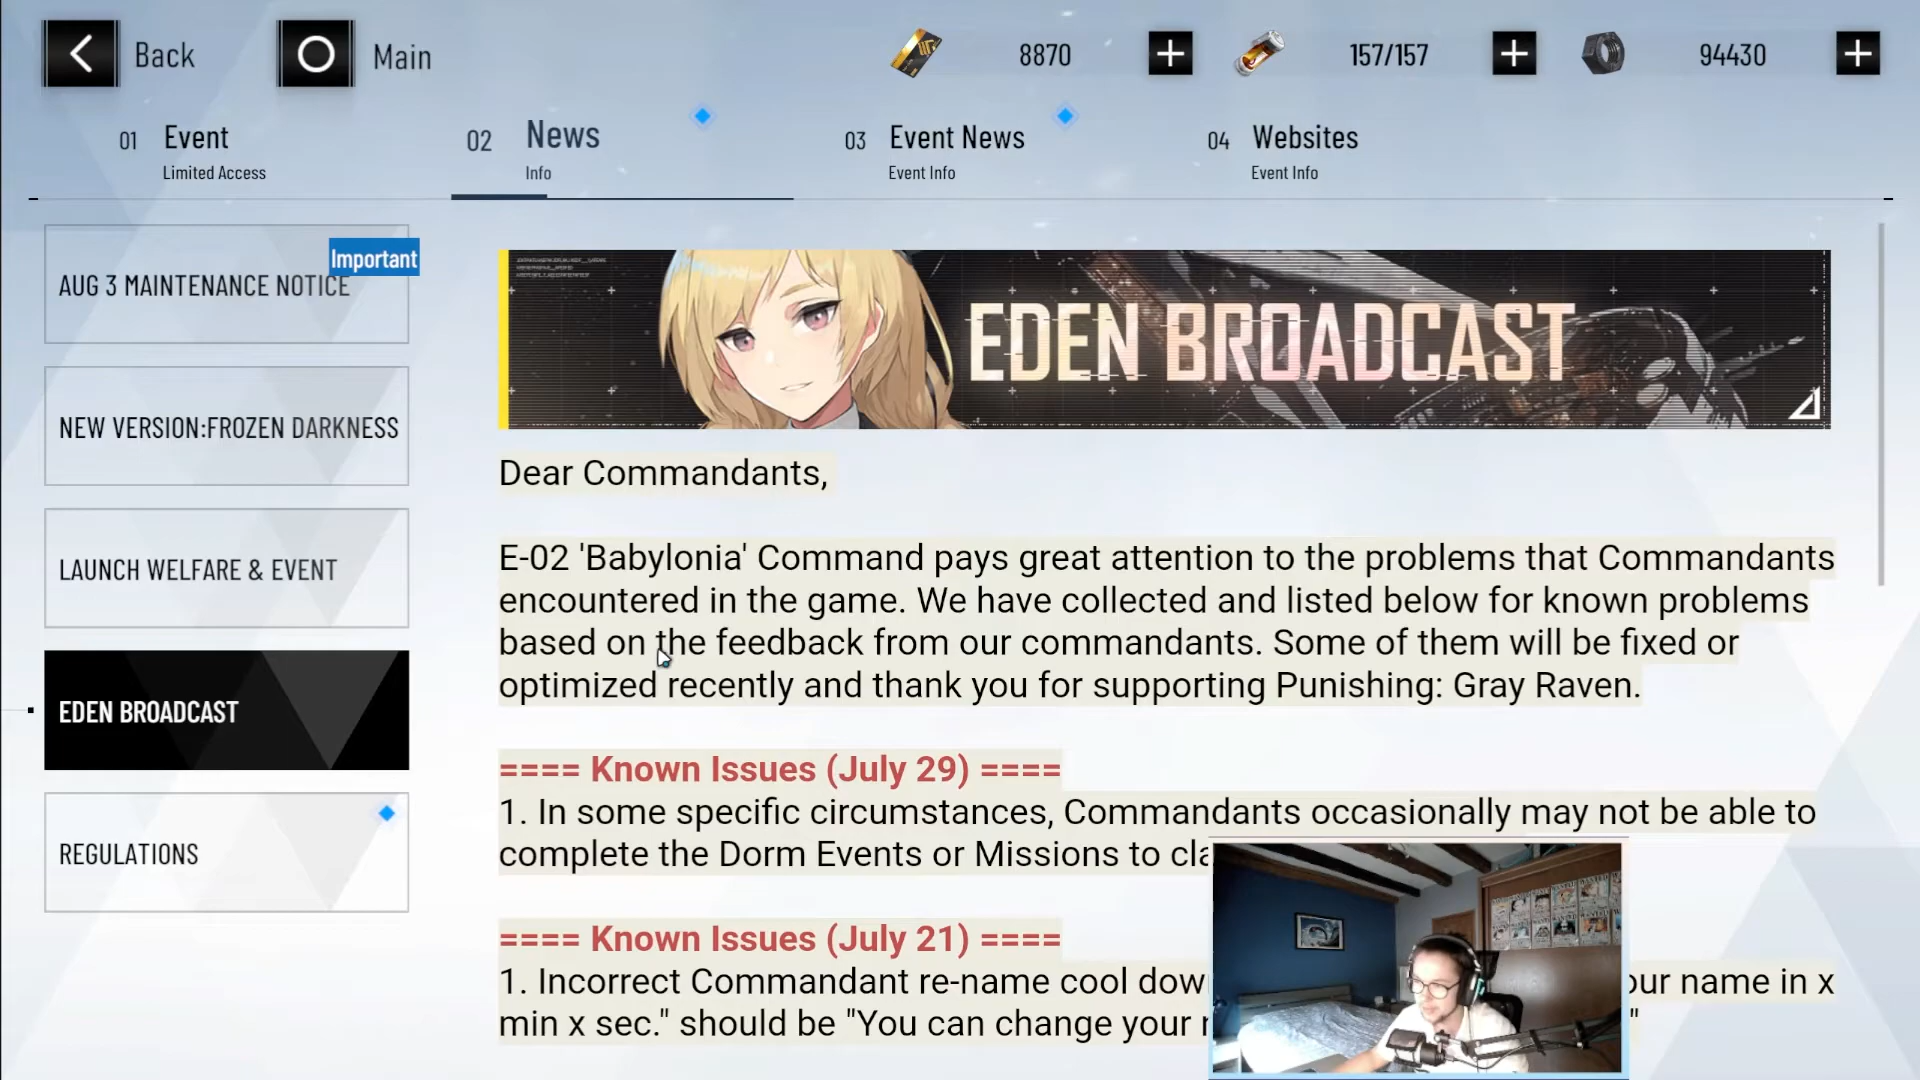 Back
Main
8870
157/157
94430
01 Event
Limited Access
02 News
Info
03 Event News
Event Info
04 Websites
Event Info
Important
AUG 3 MAINTENANCE NOTICE
NEW VERSION:FROZEN DARKNESS
LAUNCH WELFARE & EVENT
EDEN BROADCAST
REGULATIONS
EDEN BROADCAST
Dear Commandants,
E-02 'Babylonia' Command pays great attention to the problems that Commandants
encountered in the game. We have collected and listed below for known problems
based on the feedback from our commandants. Some of them will be fixed or
optimized recently and thank you for supporting Punishing: Gray Raven.
==== Known Issues (July 29) ====
1. In some specific circumstances, Commandants occasionally may not be able to
complete the Dorm Events or Missions to cla
==== Known Issues (July 21) ====
1. Incorrect Commandant re-name cool dow our name in x
min x sec." should be "You can change your "